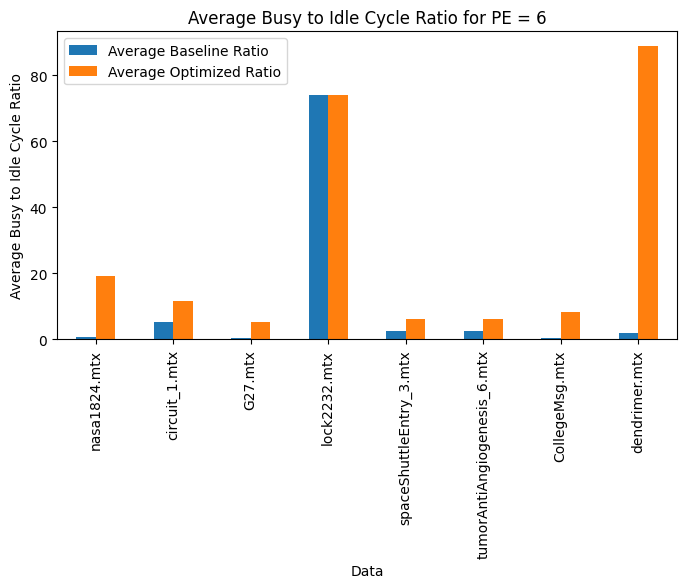 Average Busy to Idle Cycle Ratio for PE = 6
Average Baseline Ratio
Average Optimized Ratio
Average Busy to Idle Cycle Ratio
80
60
40
20
0
nasa1824.mtx
circuit_1.mtx
G27.mtx
lock2232.mtx
spaceShuttleEntry_3.mtx
tumorAntiAngiogenesis_6.mtx
CollegeMsg.mtx
dendrimer.mtx
Data